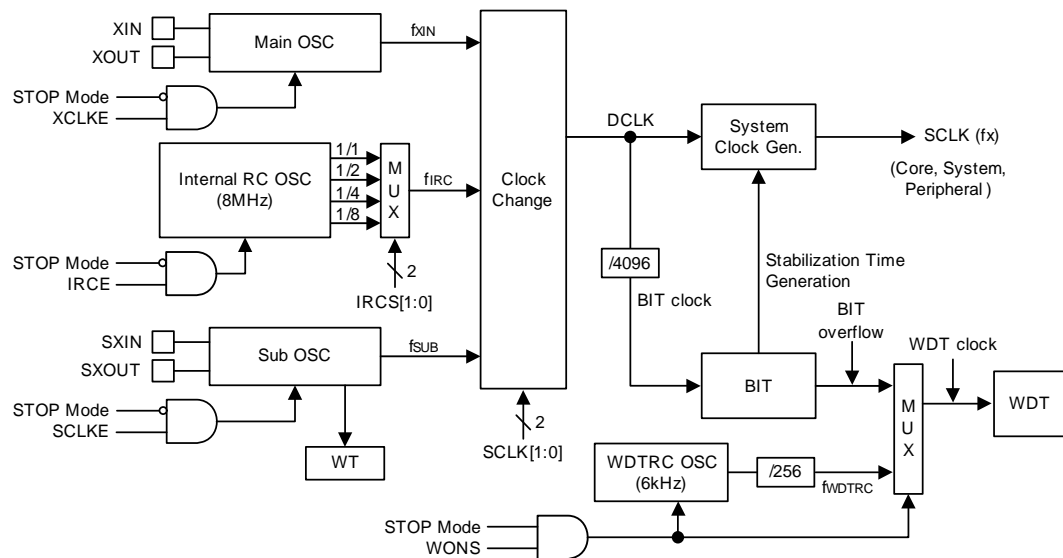 XIN
XOUT
Main OSC
fXIN
STOP Mode
XCLKE
Internal RC OSC
(8MHz)
1/1
1/2
1/4
1/8
MUX
fIRC
STOP Mode
IRCE
2
IRCS[1:0]
SXIN
SXOUT
Sub OSC
fSUB
STOP Mode
SCLKE
WT
Clock
Change
2
SCLK[1:0]
DCLK
System
Clock Gen.
SCLK (fx)
(Core, System,
Peripheral)
/4096
BIT clock
Stabilization Time
Generation
BIT
overflow
BIT
WDT clock
MUX
WDT
WDTRC OSC
(6kHz)
/256
fWDTRC
STOP Mode
WONS